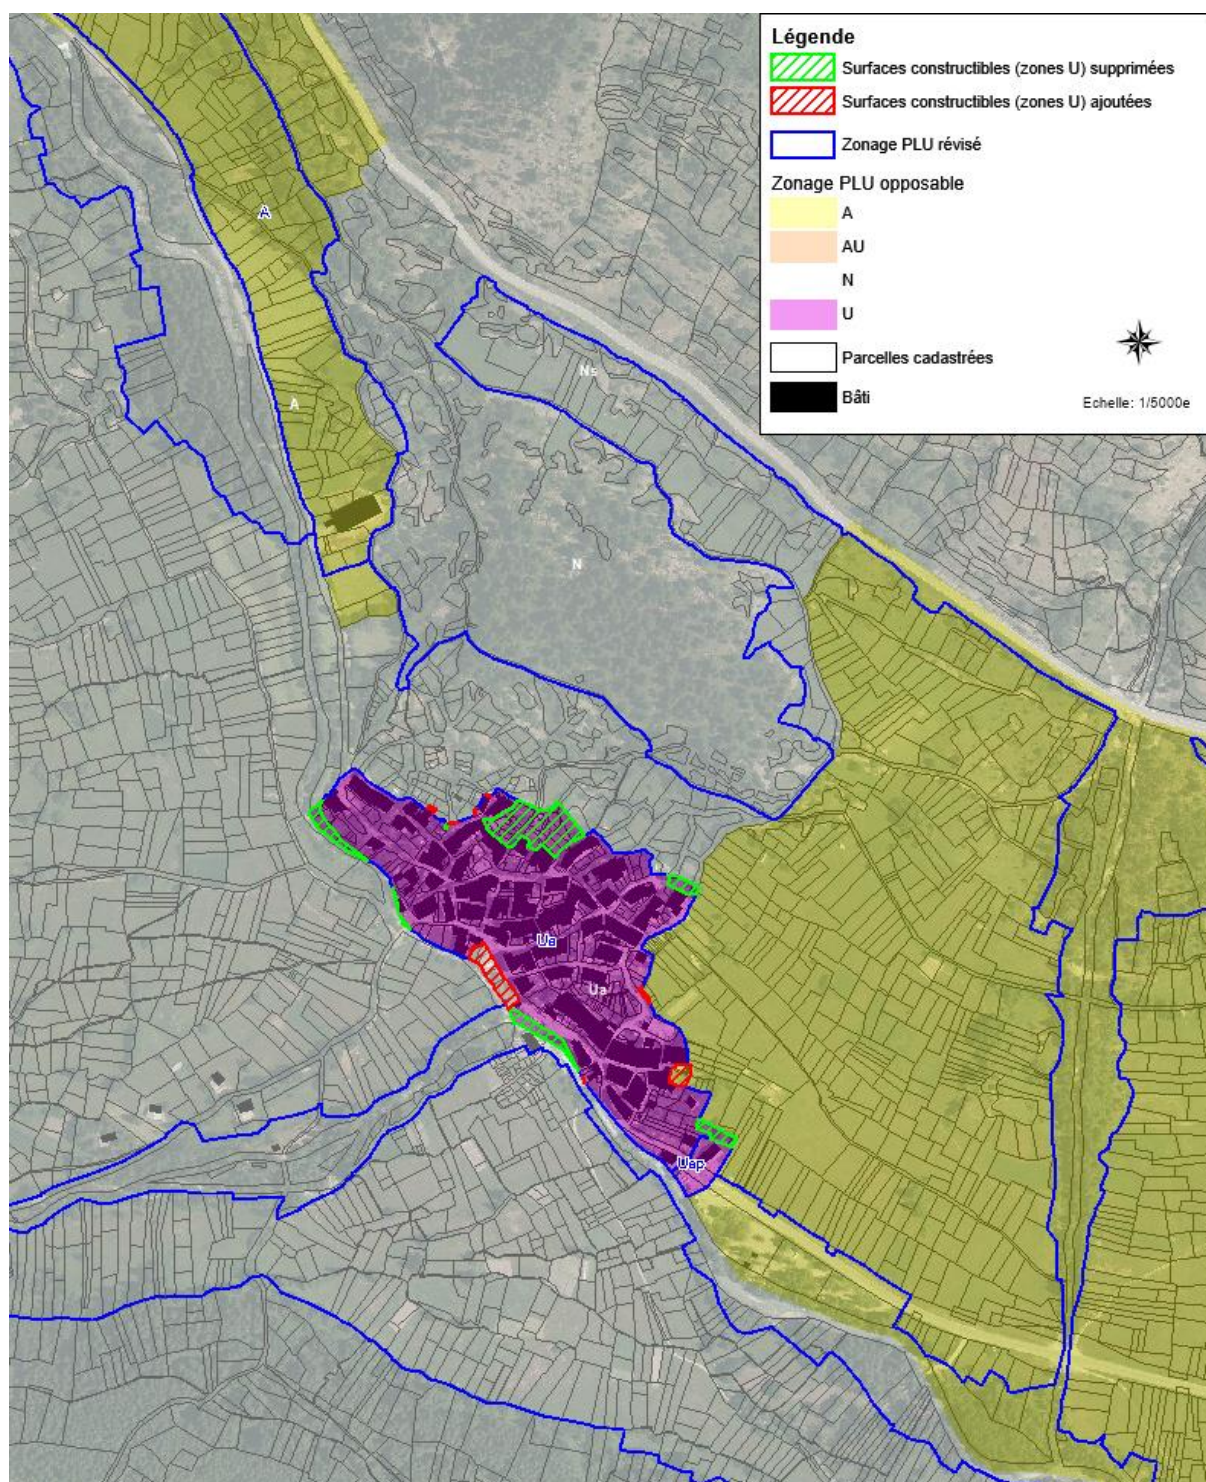 Légende
Surfaces constructibles (zones U) supprimées
Surfaces constructibles (zones U) ajoutées
Zonage PLU révisé
Zonage PLU opposable
A
AU
N
U
Parcelles cadastrées
Bâti
Echelle: 1/5000e
A
Ns
A
N
Ua
Ua
Uap